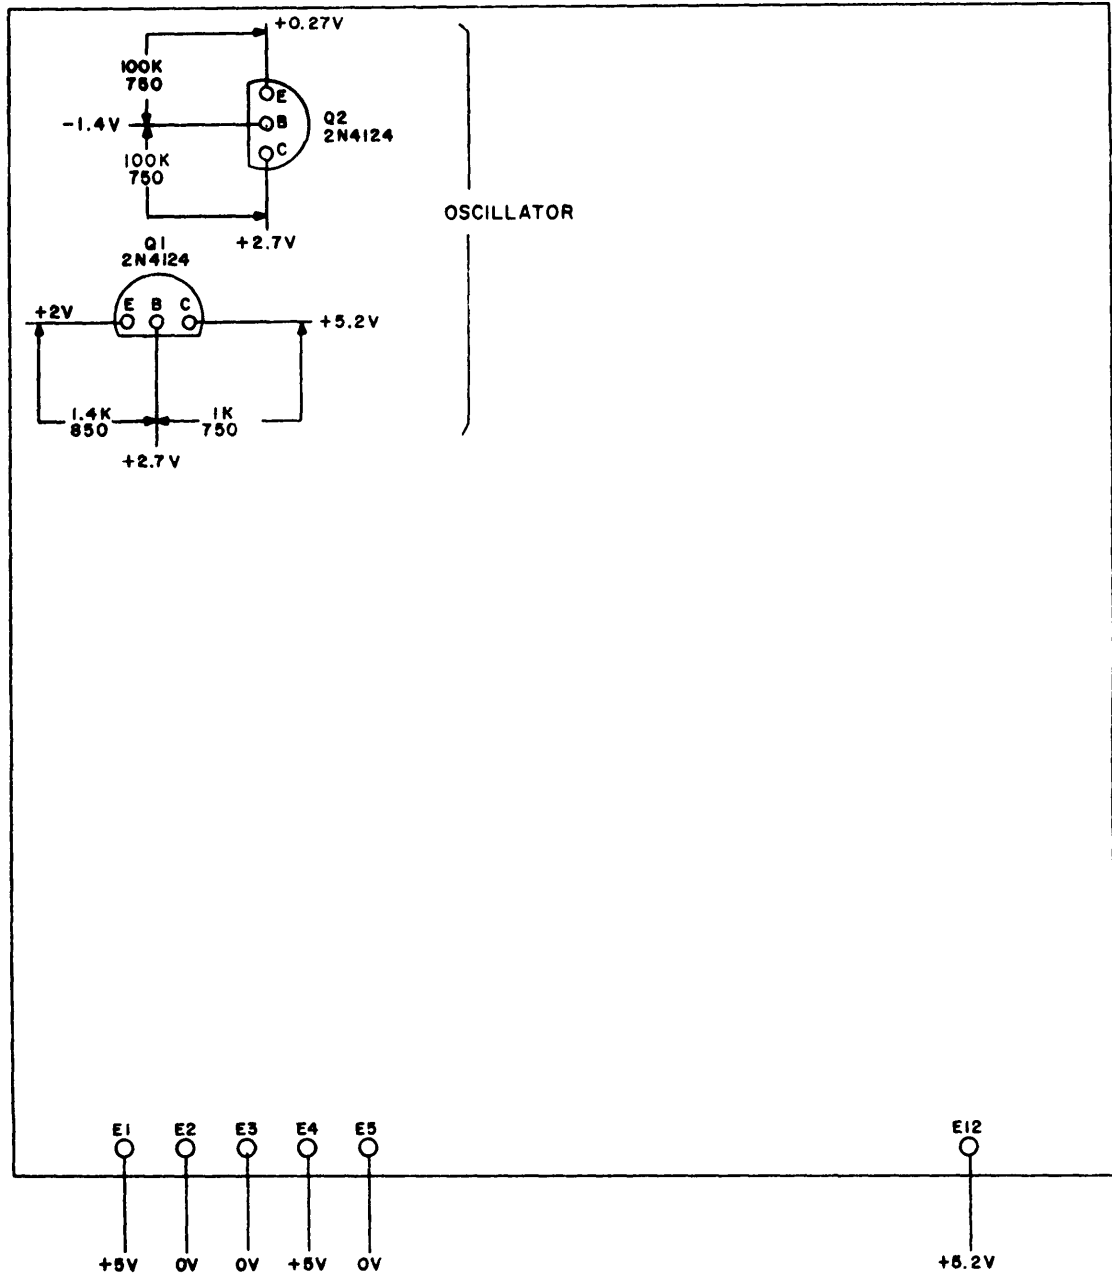 +0.27V
100K
750
E
-1.4V
B
Q2
2N4124
C
100K
750
+2.7V
OSCILLATOR
Q1
2N4124
+2V
E B C
+5.2V
1.4K
850
1K
750
+2.7V
E1 E2 E3 E4 E5 E12
+5V 0V 0V +5V 0V +5.2V